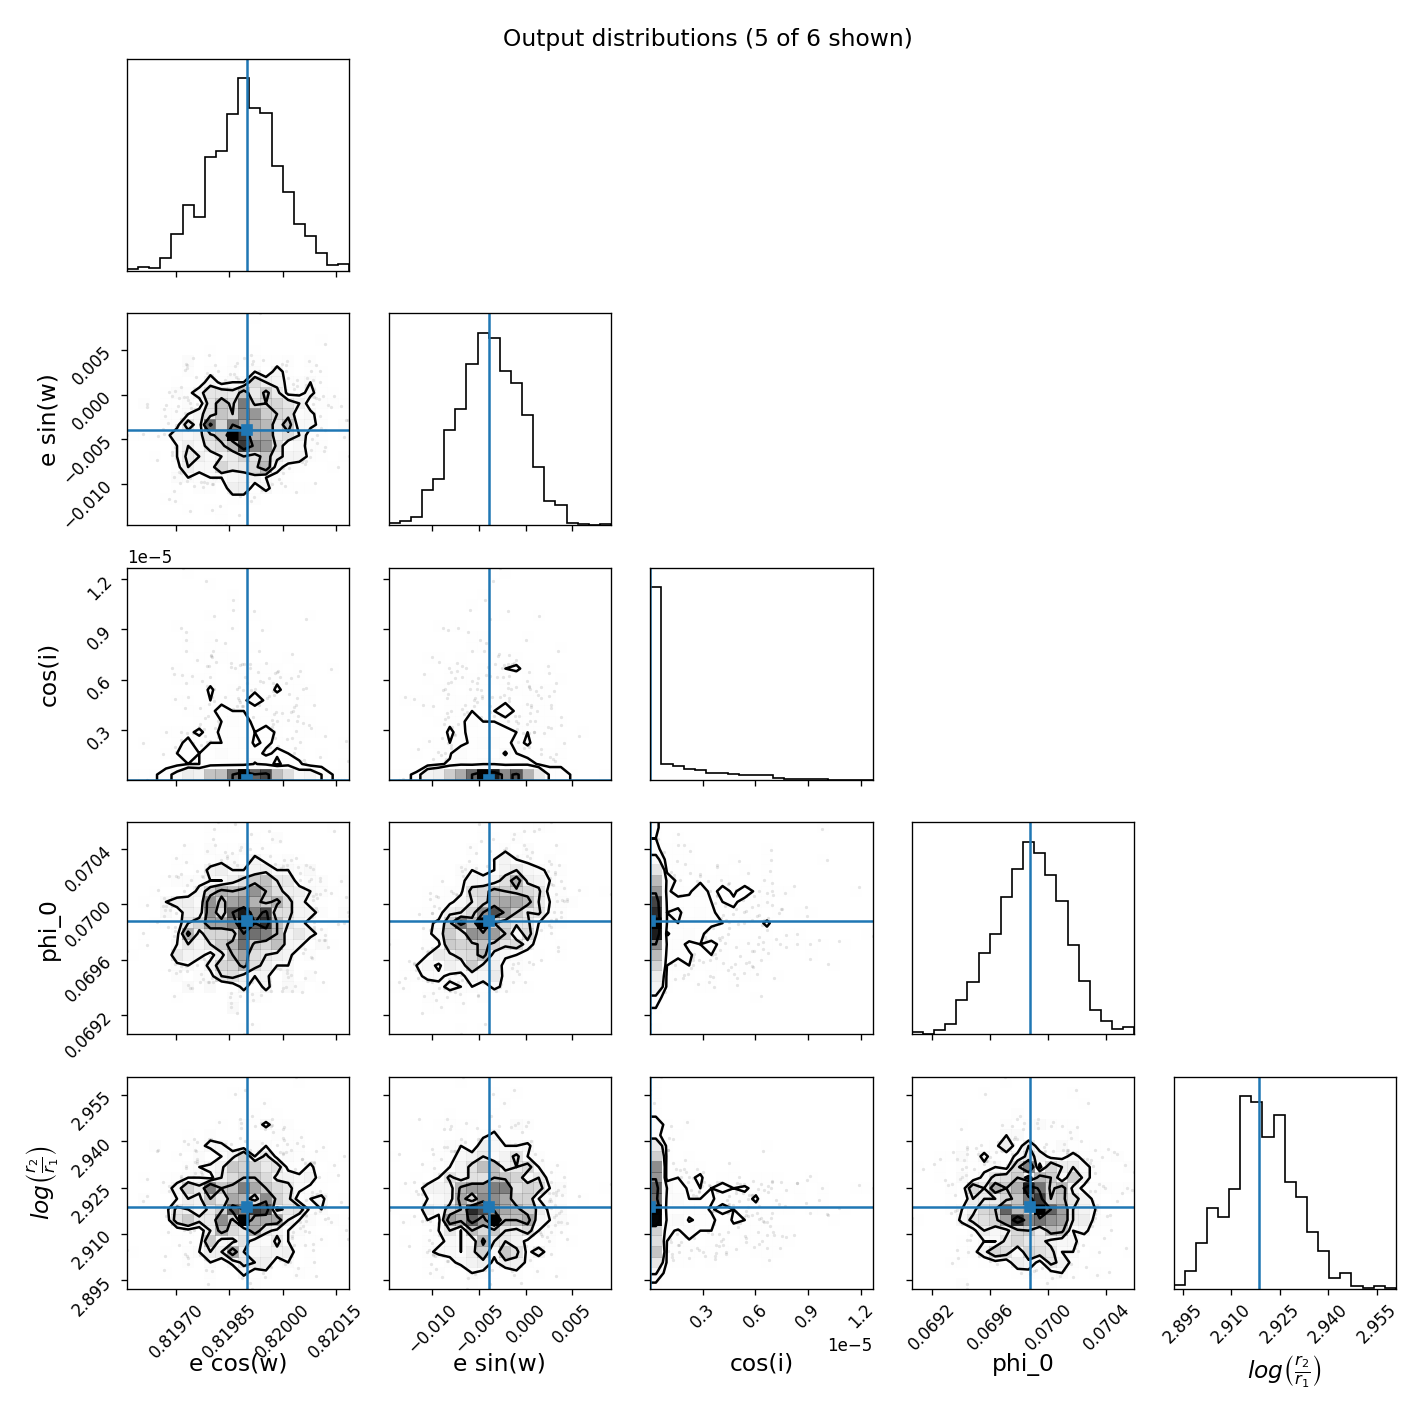 Output distributions (5 of 6 shown)
e sin(w)
0.005
0.000
−0.005
−0.010
1e−5
cos(i)
1.2
0.9
0.6
0.3
phi_0
0.0704
0.0700
0.0696
0.0692
log(r2/r1)
2.955
2.940
2.925
2.910
2.895
0.81970 0.81985 0.82000 0.82015
e cos(w)
−0.010 −0.005 0.000 0.005
e sin(w)
0.3 0.6 0.9 1.2
1e−5
cos(i)
0.0692 0.0696 0.0700 0.0704
phi_0
2.895 2.910 2.925 2.940 2.955
log(r2/r1)